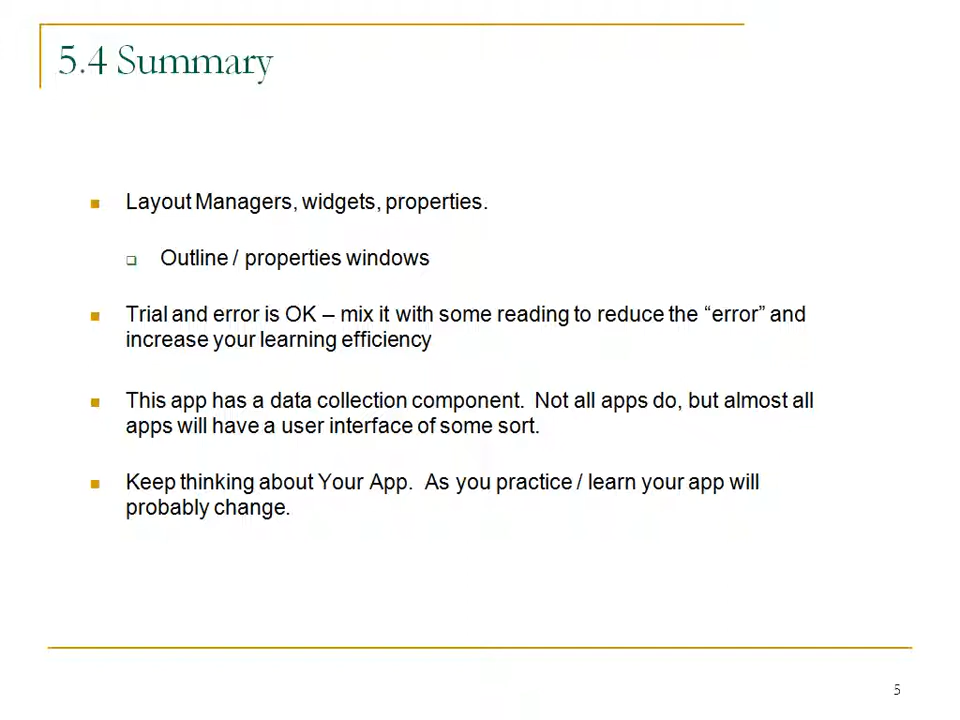 5.4 Summary
Layout Managers, widgets, properties.
Outline / properties windows
Trial and error is OK – mix it with some reading to reduce the “error” and
increase your learning efficiency
This app has a data collection component.  Not all apps do, but almost all
apps will have a user interface of some sort.
Keep thinking about Your App.  As you practice / learn your app will
probably change.
5